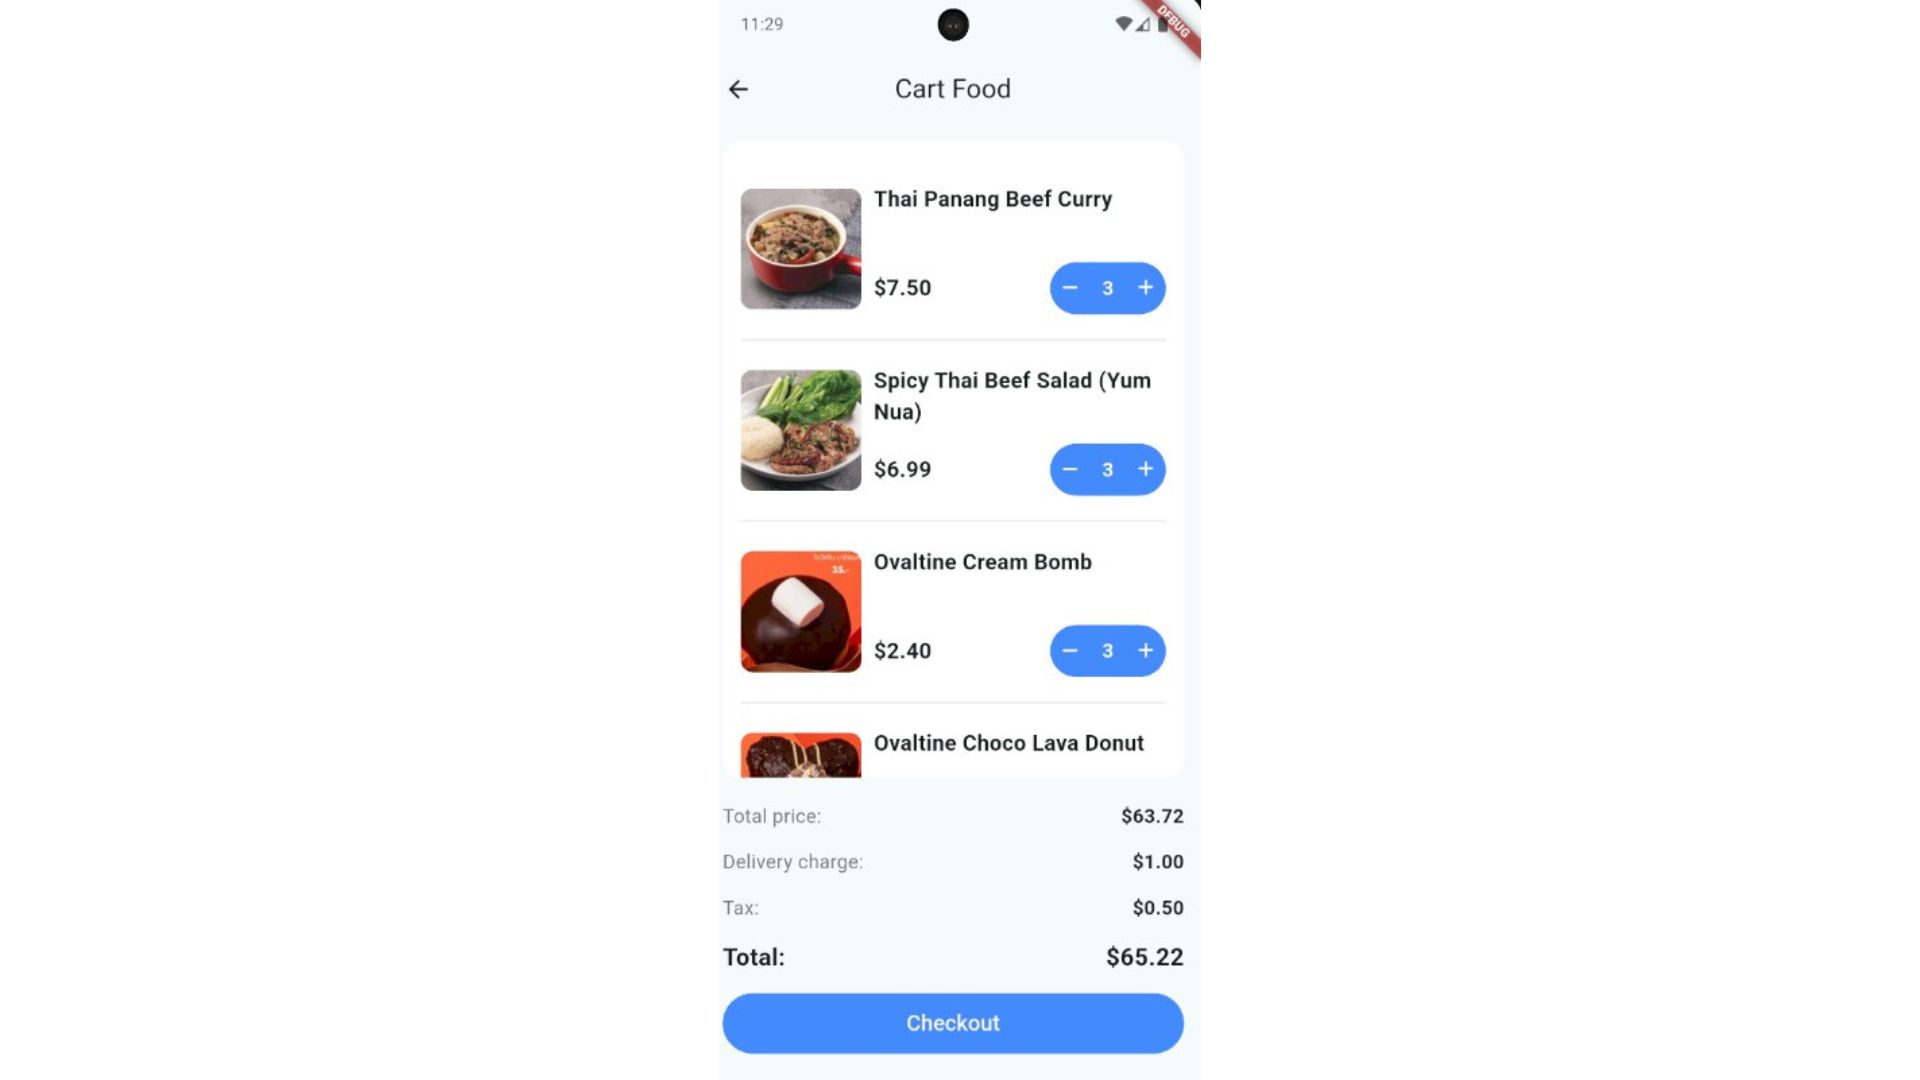 11:29
DEBUG
Cart Food
Thai Panang Beef Curry
$7.50
3
Spicy Thai Beef Salad (Yum
Nua)
$6.99
3
35.-
Ovaltine Cream Bomb
$2.40
3
Ovaltine Choco Lava Donut
Total price:
$63.72
Delivery charge:
$1.00
Tax:
$0.50
Total:
$65.22
Checkout